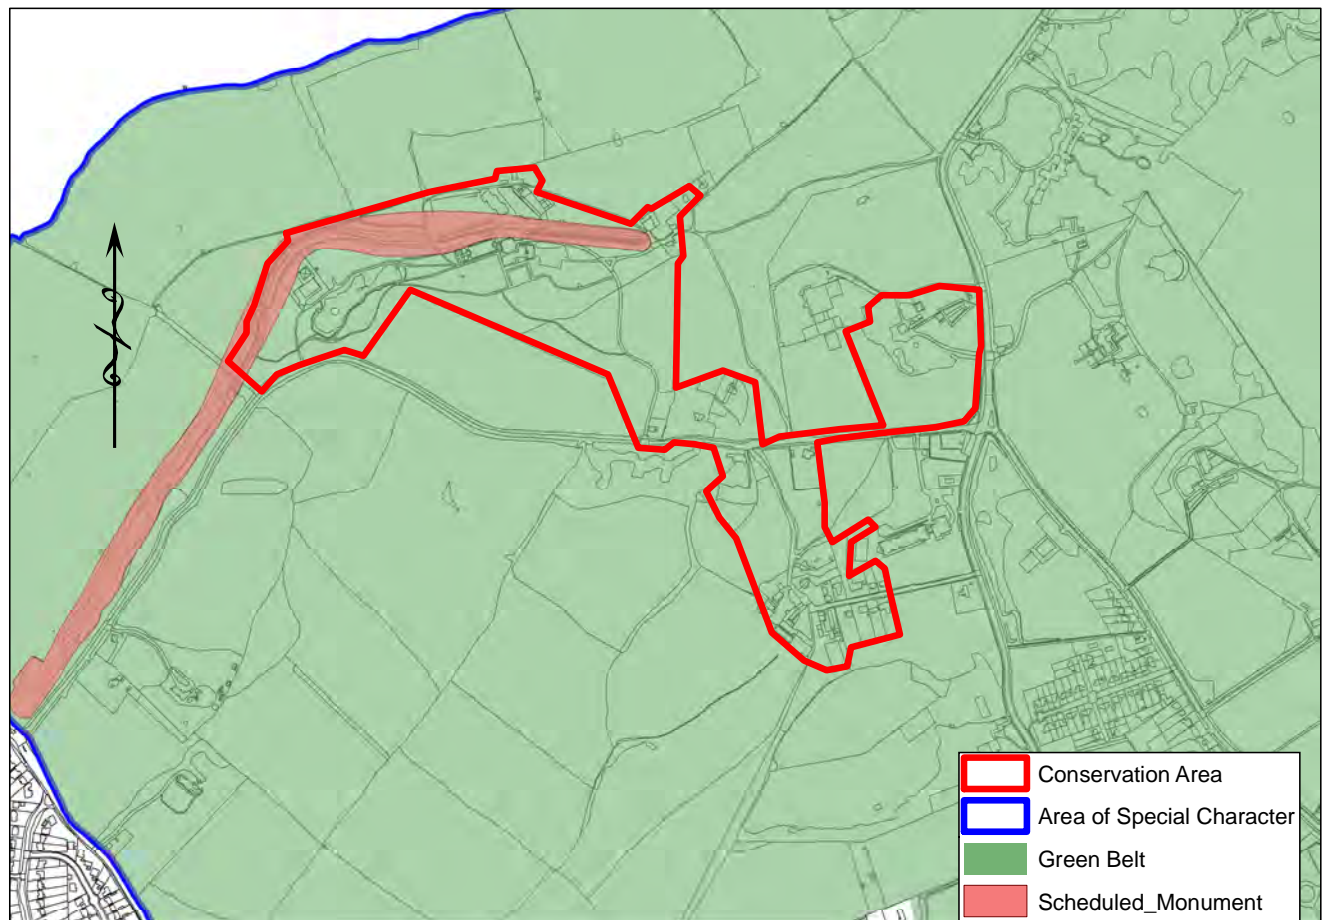 Conservation Area
Area of Special Character
Green Belt
Scheduled_Monument